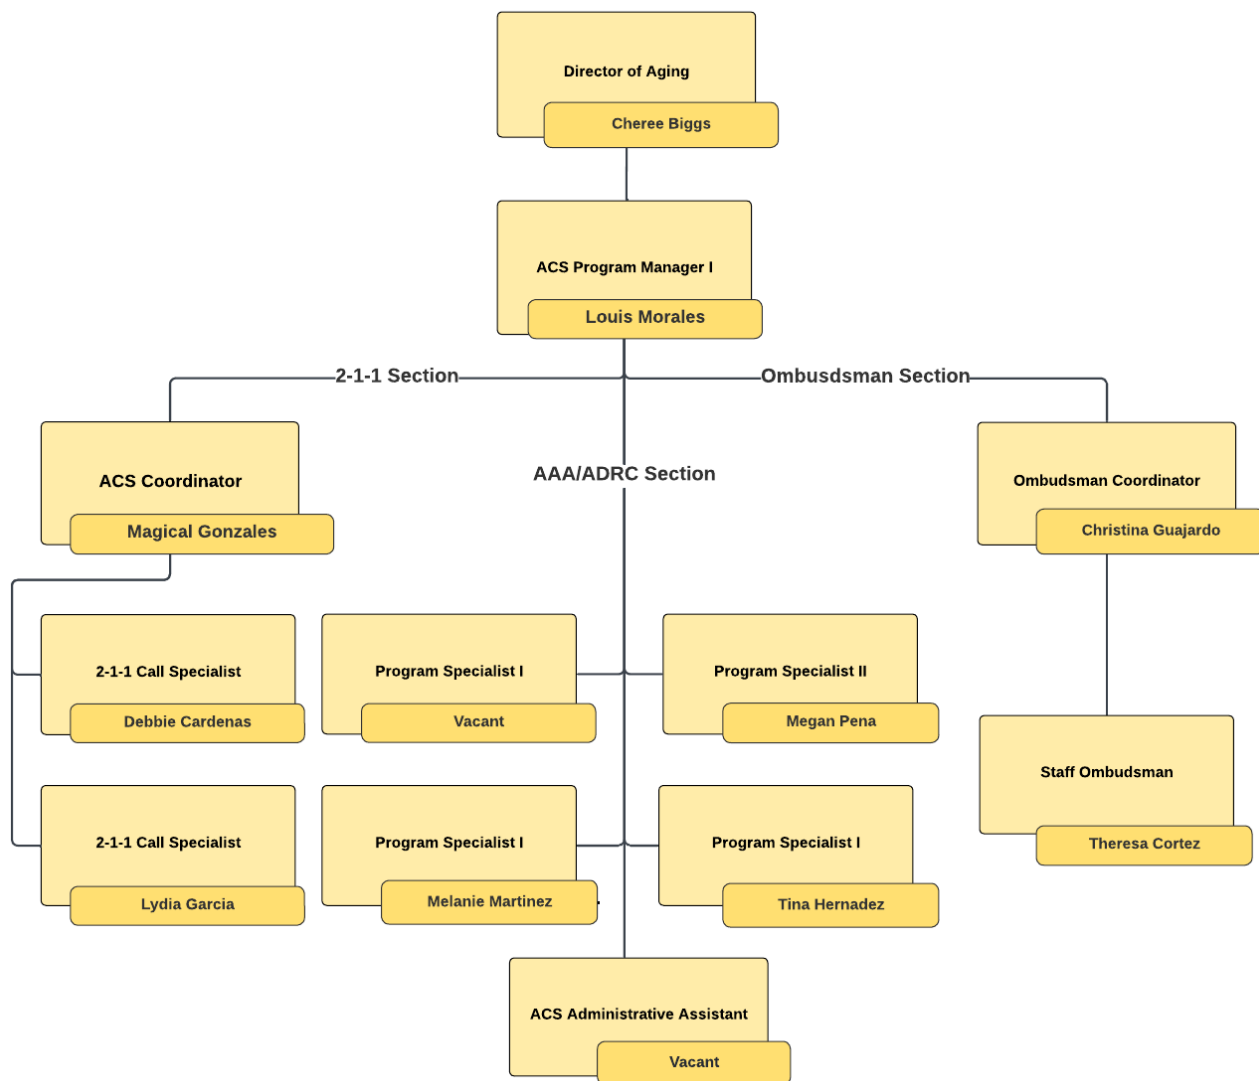 Director of Aging
Cheree Biggs
ACS Program Manager I
Louis Morales
2-1-1 Section
Ombusdsman Section
AAA/ADRC Section
ACS Coordinator
Magical Gonzales
Ombudsman Coordinator
Christina Guajardo
2-1-1 Call Specialist
Debbie Cardenas
Program Specialist I
Vacant
Program Specialist II
Megan Pena
Staff Ombudsman
Theresa Cortez
2-1-1 Call Specialist
Lydia Garcia
Program Specialist I
Melanie Martinez
Program Specialist I
Tina Hernadez
ACS Administrative Assistant
Vacant